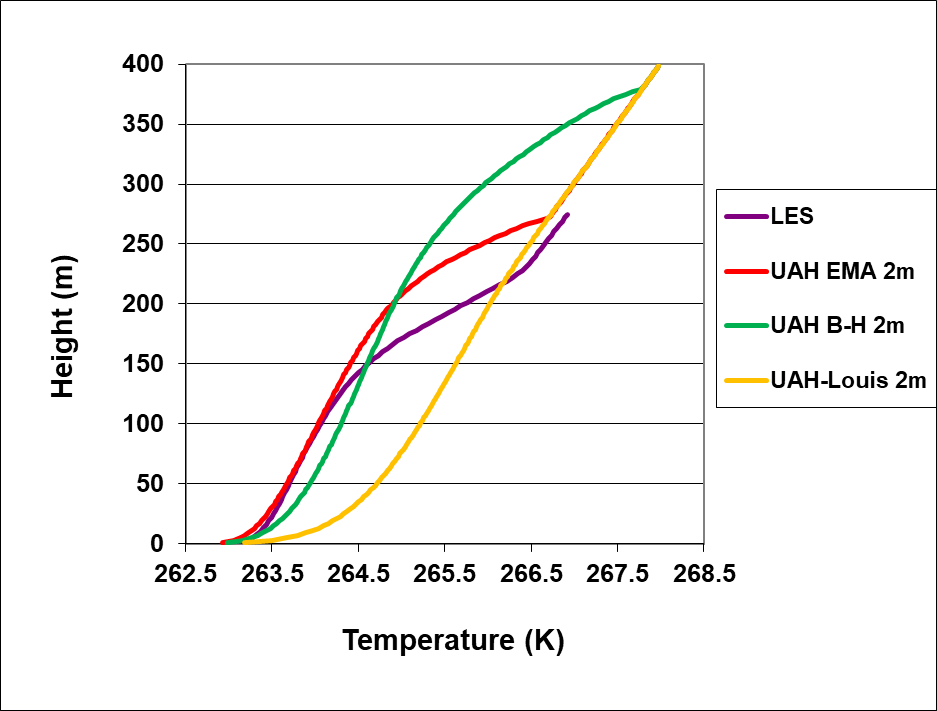 400
350
300
250
200
150
100
50
0
Height (m)
262.5 263.5 264.5 265.5 266.5 267.5 268.5
Temperature (K)
LES
UAH EMA 2m
UAH B-H 2m
UAH-Louis 2m